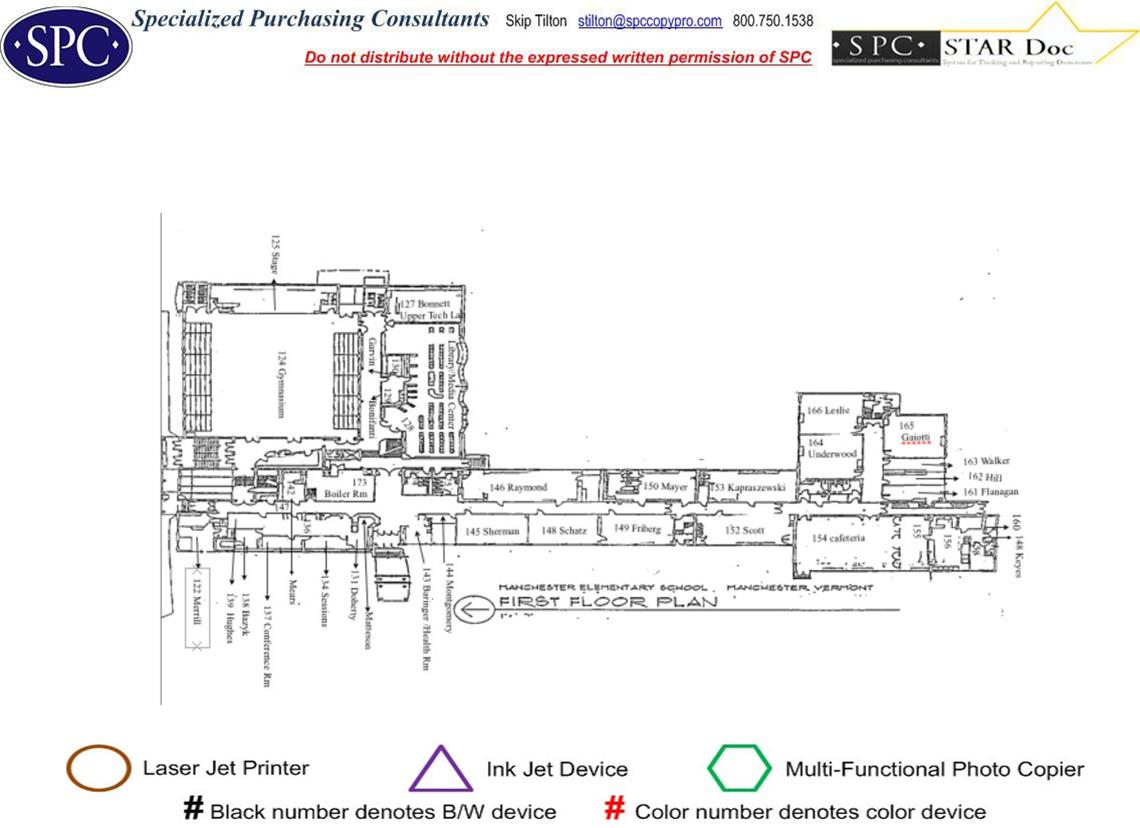 Specialized Purchasing Consultants Skip Tilton stilton@spccopypro.com 800.750.1538
·SPC·
Do not distribute without the expressed written permission of SPC
·SPC· STAR Doc
specialized purchasing consultants System for Tracking and Reporting Documents
125 Stage
127 Bonnett
Upper Tech La
124 Gymnasium
Garvin
130
129
Bonifanti
128
Library/Media Center
166 Leslie
165
Gaiotti
164
Underwood
163 Walker
162 Hill
161 Flanagan
173
Boiler Rm
142
147
146 Raymond
150 Mayer
153 Kapraszewski
145 Sherman
148 Schatz
149 Friberg
152 Scott
154 cafeteria
155
156
160
148 Keyes
122 Merrill
139 Hughes
138 Bazyk
137 Conference Rm
Mears
134 Sessions
131 Doherty
Matteson
143 Baringer /Health Rm
144 Montgomery
MANCHESTER ELEMENTARY SCHOOL , MANCHESTER, VERMONT
FIRST FLOOR PLAN
Laser Jet Printer
Ink Jet Device
Multi-Functional Photo Copier
# Black number denotes B/W device
# Color number denotes color device